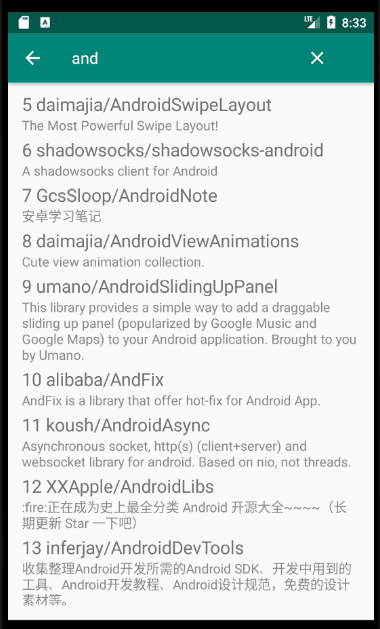 LTE 8:33
and
5 daimajia/AndroidSwipeLayout
The Most Powerful Swipe Layout!
6 shadowsocks/shadowsocks-android
A shadowsocks client for Android
7 GcsSloop/AndroidNote
安卓学习笔记
8 daimajia/AndroidViewAnimations
Cute view animation collection.
9 umano/AndroidSlidingUpPanel
This library provides a simple way to add a draggable
sliding up panel (popularized by Google Music and
Google Maps) to your Android application. Brought to you
by Umano.
10 alibaba/AndFix
AndFix is a library that offer hot-fix for Android App.
11 koush/AndroidAsync
Asynchronous socket, http(s) (client+server) and
websocket library for android. Based on nio, not threads.
12 XXApple/AndroidLibs
:fire:正在成为史上最全分类 Android 开源大全~~~~（长
期更新 Star 一下吧）
13 inferjay/AndroidDevTools
收集整理Android开发所需的Android SDK、开发中用到的
工具、Android开发教程、Android设计规范，免费的设计
素材等。